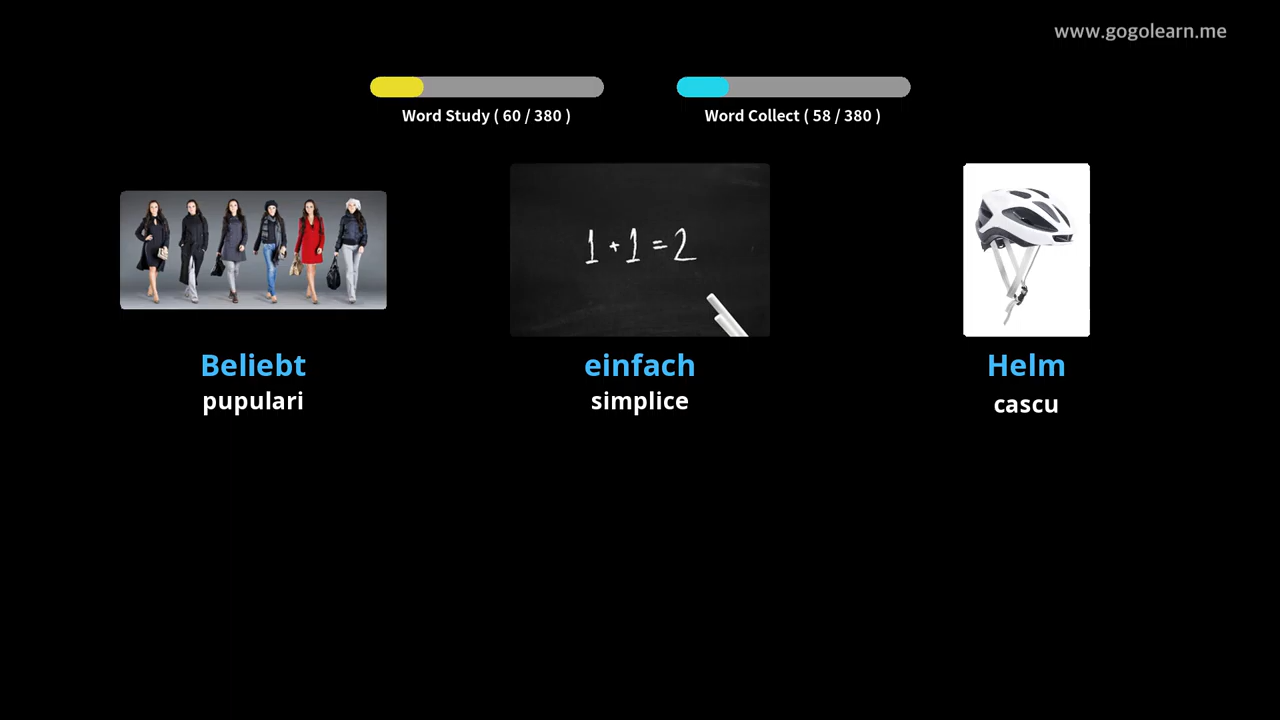 www.gogolearn.me
Word Study ( 60 / 380 )
Word Collect ( 58 / 380 )
1 + 1 = 2
Beliebt
pupulari
einfach
simplice
Helm
cascu